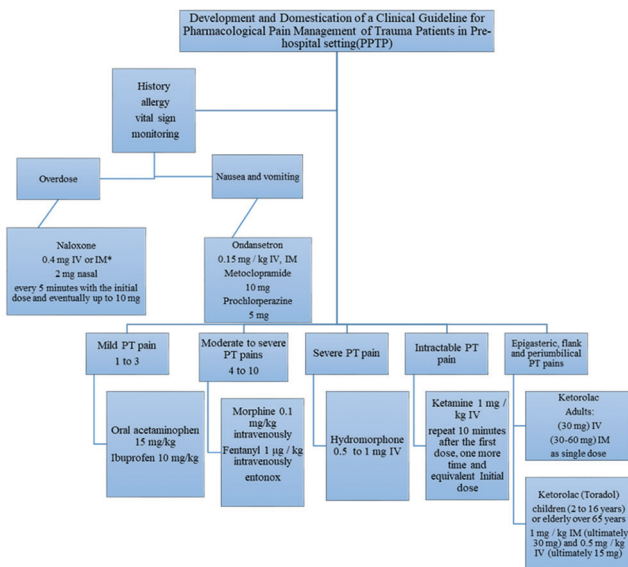 Development and Domestication of a Clinical Guideline for
Pharmacological Pain Management of Trauma Patients in Pre-
hospital setting(PPTP)
History
allergy
vital sign
monitoring
Overdose
Nausea and vomiting
Naloxone
0.4 mg IV or IM*
2 mg nasal
every 5 minutes with the initial
dose and eventually up to 10 mg
Ondansetron
0.15 mg / kg IV, IM
Metoclopramide
10 mg
Prochlorperazine
5 mg
Mild PT pain
1 to 3
Moderate to severe
PT pains
4 to 10
Severe PT pain
Intractable PT
pain
Epigasteric, flank
and periumbilical
PT pains
Oral acetaminophen
15 mg/kg
Ibuprofen 10 mg/kg
Morphine 0.1
mg/kg
intravenously
Fentanyl 1 μg / kg
intravenously
entonox
Hydromorphone
0.5 to 1 mg IV
Ketamine 1 mg /
kg IV
repeat 10 minutes
after the first
dose, one more
time and
equivalent Initial
dose
Ketorolac
Adults:
(30 mg) IV
(30-60 mg) IM
as single dose
Ketorolac (Toradol)
children (2 to 16 years)
or elderly over 65 years
1 mg / kg IM (ultimately
30 mg) and 0.5 mg / kg
IV (ultimately 15 mg)